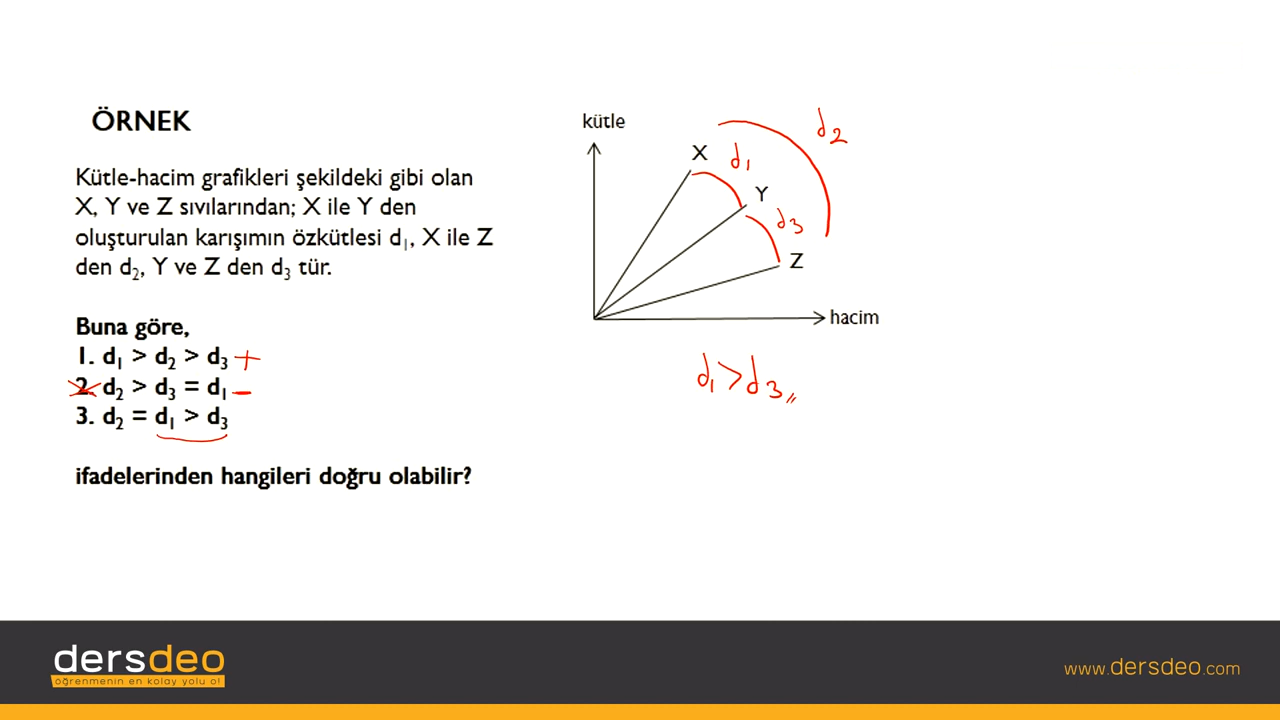 ÖRNEK
Kütle-hacim grafikleri şekildeki gibi olan
X, Y ve Z sıvılarından; X ile Y den
oluşturulan karışımın özkütlesi d₁, X ile Z
den d₂, Y ve Z den d₃ tür.
Buna göre,
1. d₁ > d₂ > d₃ +
2. d₂ > d₃ = d₁ −
3. d₂ = d₁ > d₃
ifadelerinden hangileri doğru olabilir?
kütle
X
Y
Z
hacim
d₁
d₂
d₃
d₁ > d₃
dersdeo
öğrenmenin en kolay yolu o!
www.dersdeo.com